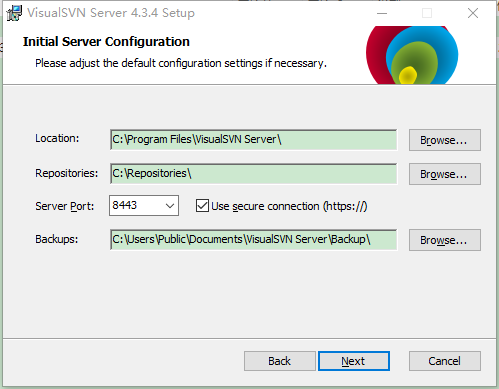 VisualSVN Server 4.3.4 Setup
Initial Server Configuration
Please adjust the default configuration settings if necessary.
Location: C:\Program Files\VisualSVN Server\ Browse...
Repositories: C:\Repositories\ Browse...
Server Port: 8443 Use secure connection (https://)
Backups: C:\Users\Public\Documents\VisualSVN Server\Backup\ Browse...
Back Next Cancel